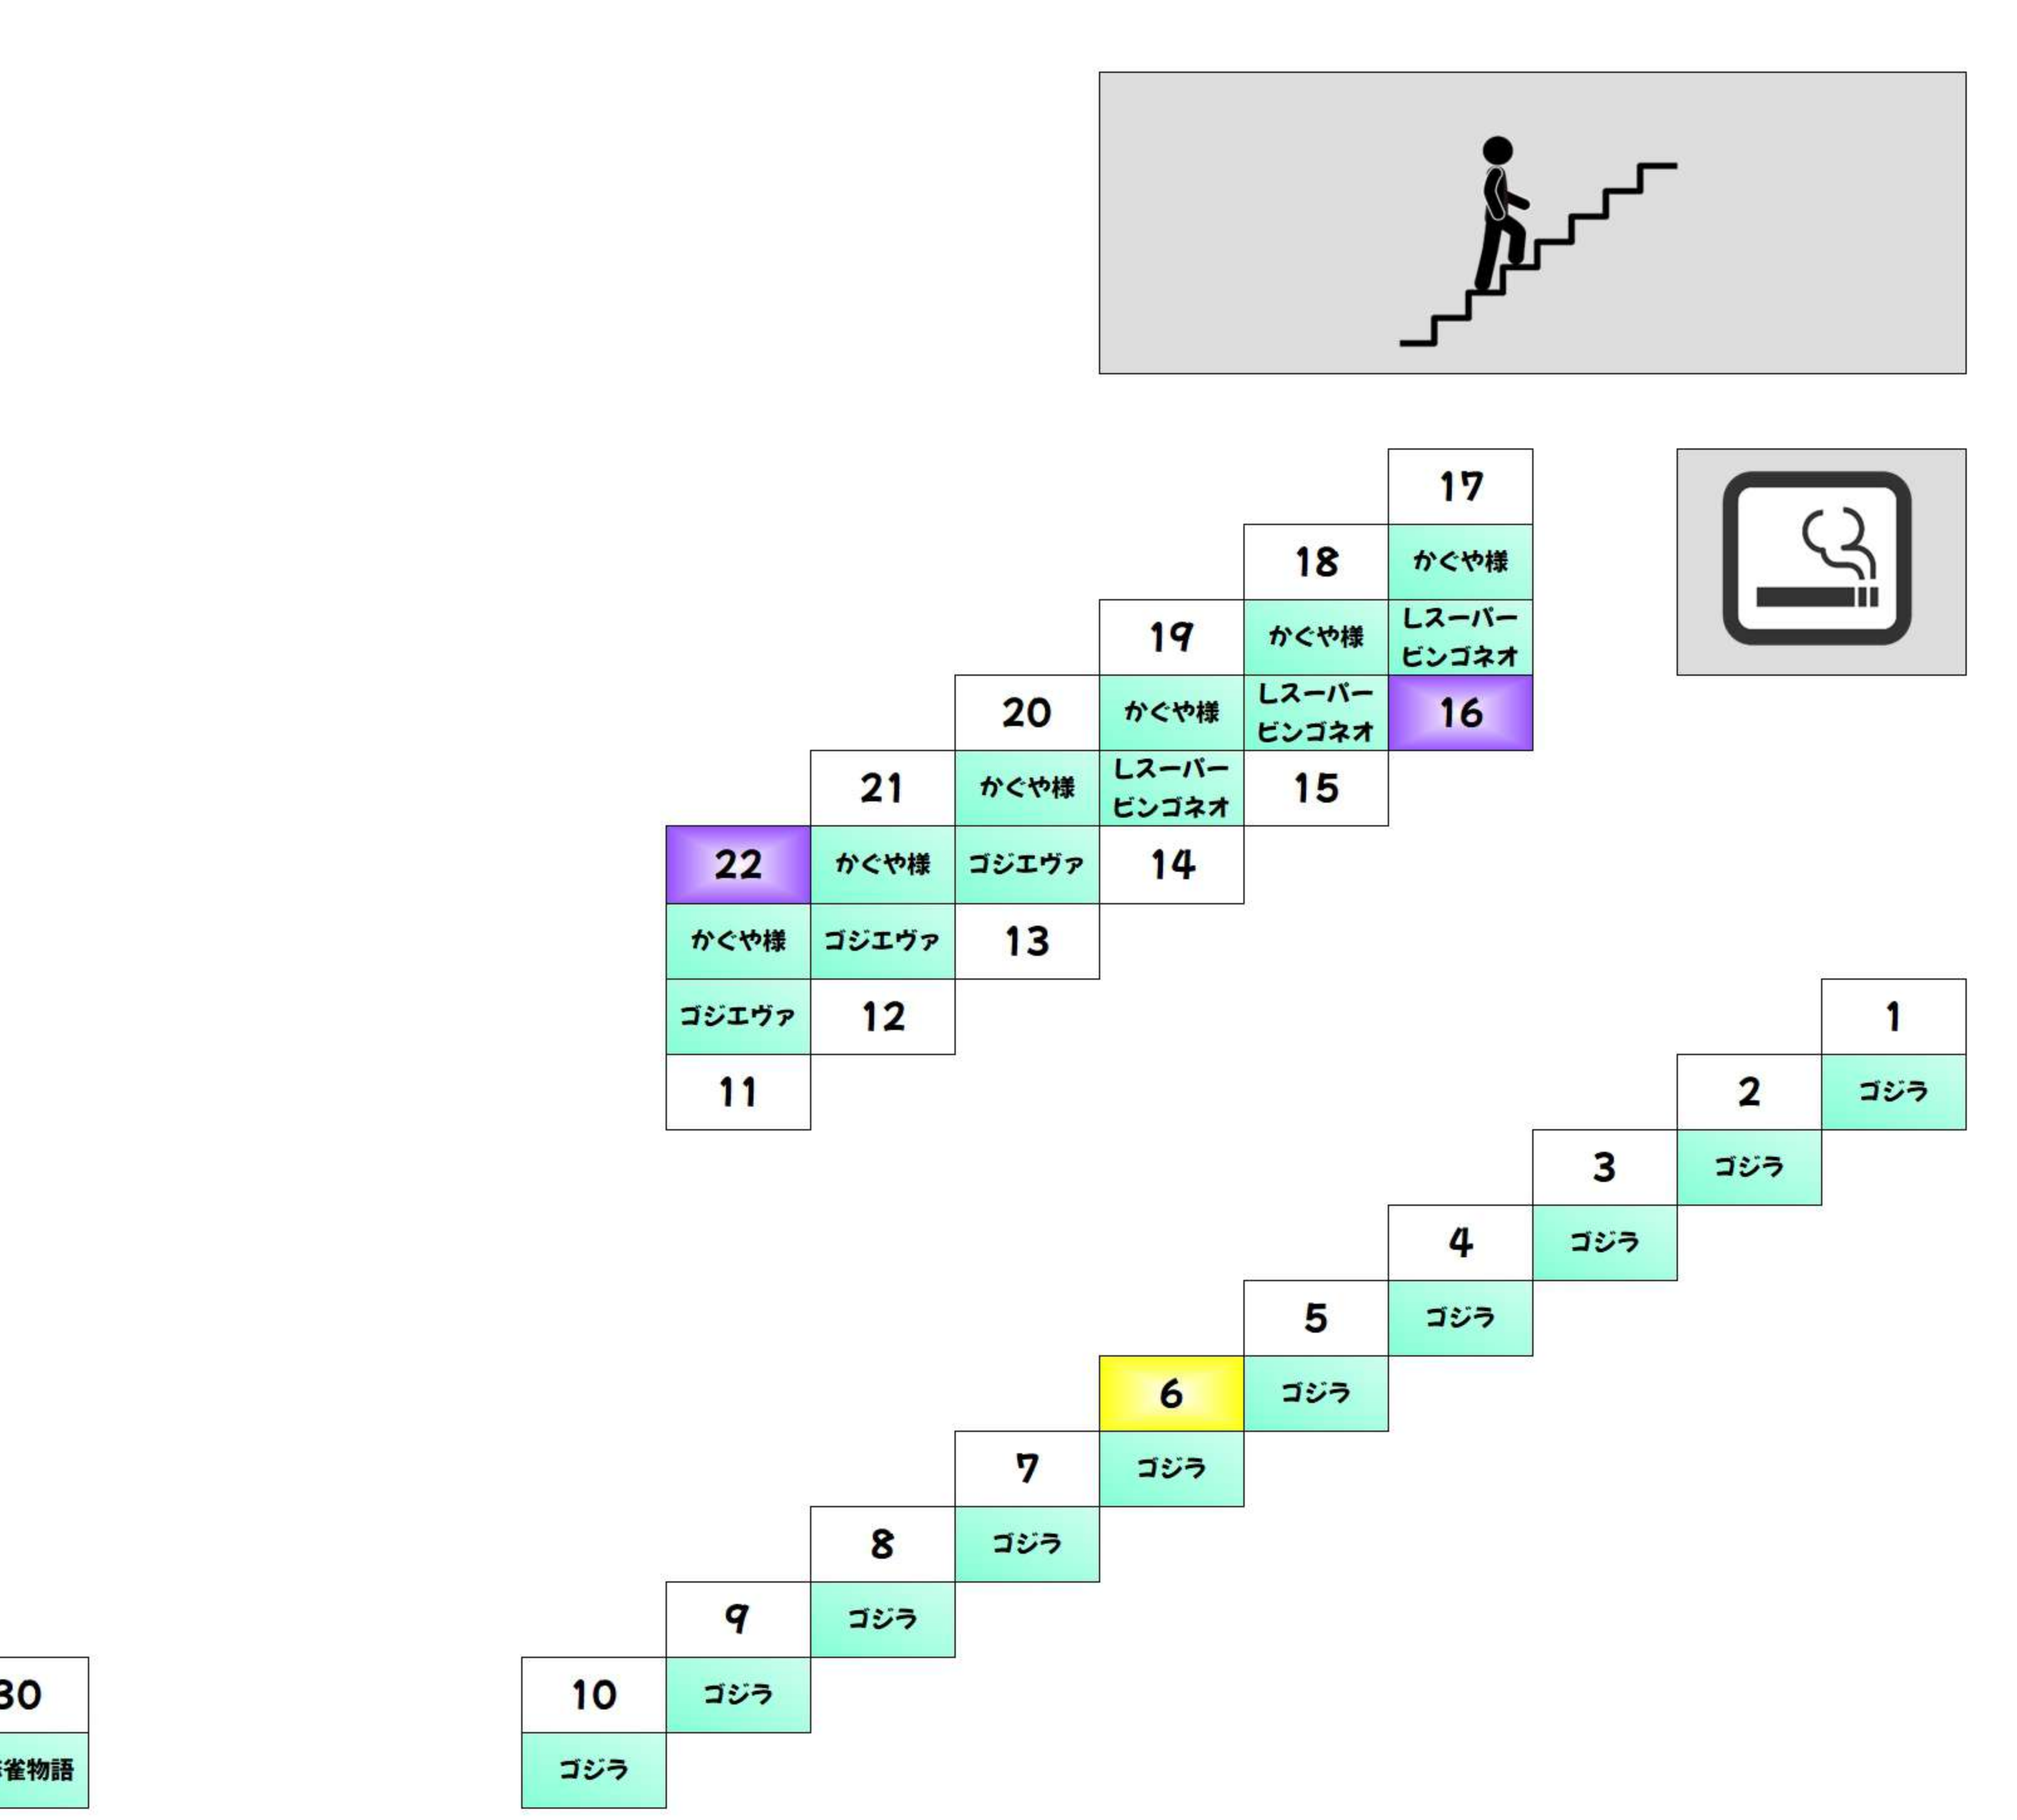 17
18 かぐや様
19 かぐや様 Lスーパー
ビンゴネオ
20 かぐや様 Lスーパー
ビンゴネオ 16
21 かぐや様 Lスーパー
ビンゴネオ 15
22 かぐや様 ゴジエヴァ 14
かぐや様 ゴジエヴァ 13
ゴジエヴァ 12 1
11 2 ゴジラ
3 ゴジラ
4 ゴジラ
5 ゴジラ
6 ゴジラ
7 ゴジラ
8 ゴジラ
9 ゴジラ
30 10 ゴジラ
雀物語 ゴジラ